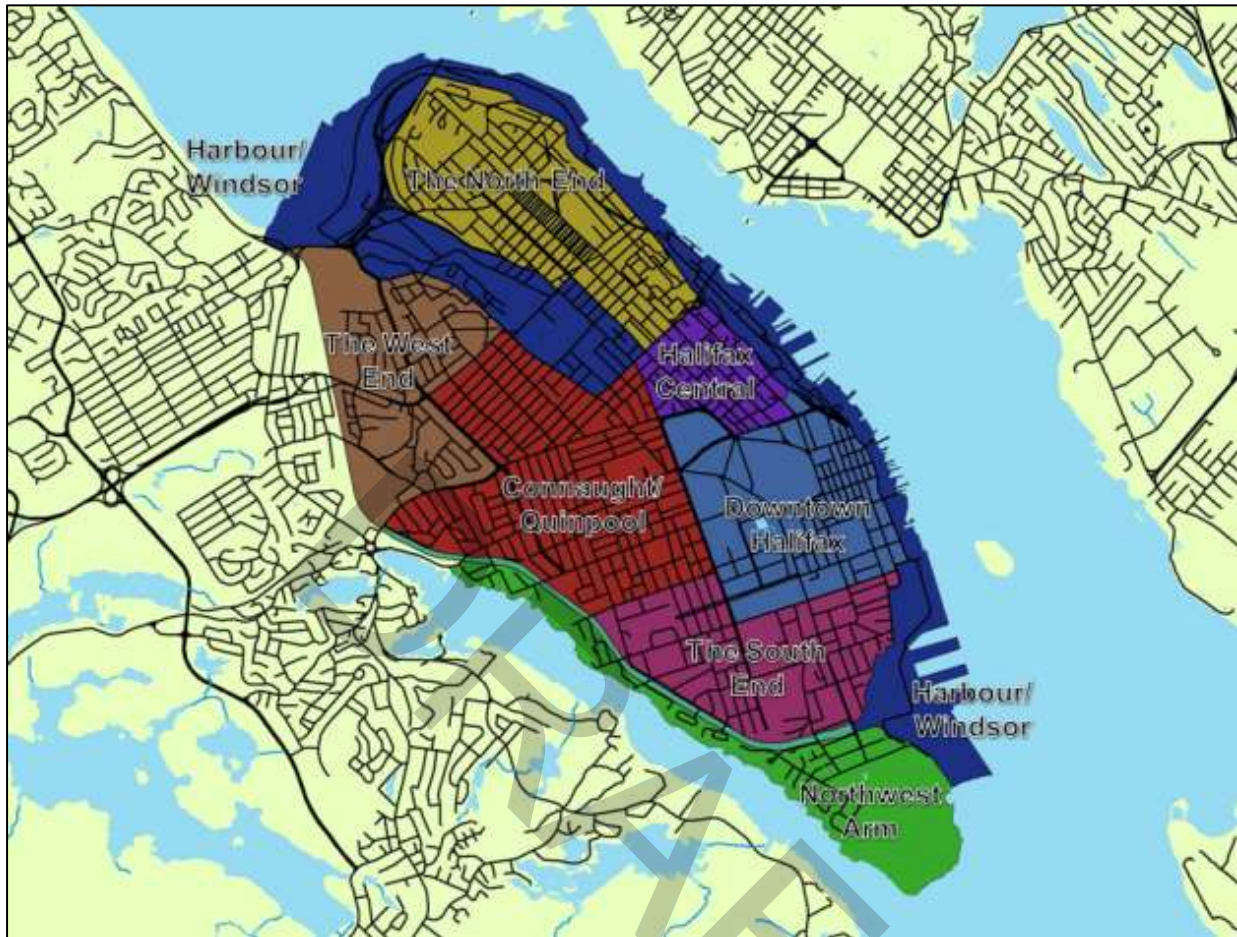 Harbour/
Windsor
The North End
The West
End
Halifax
Central
Connaught/
Quinpool
Downtown
Halifax
The South
End
Harbour/
Windsor
Northwest
Arm
DRAFT